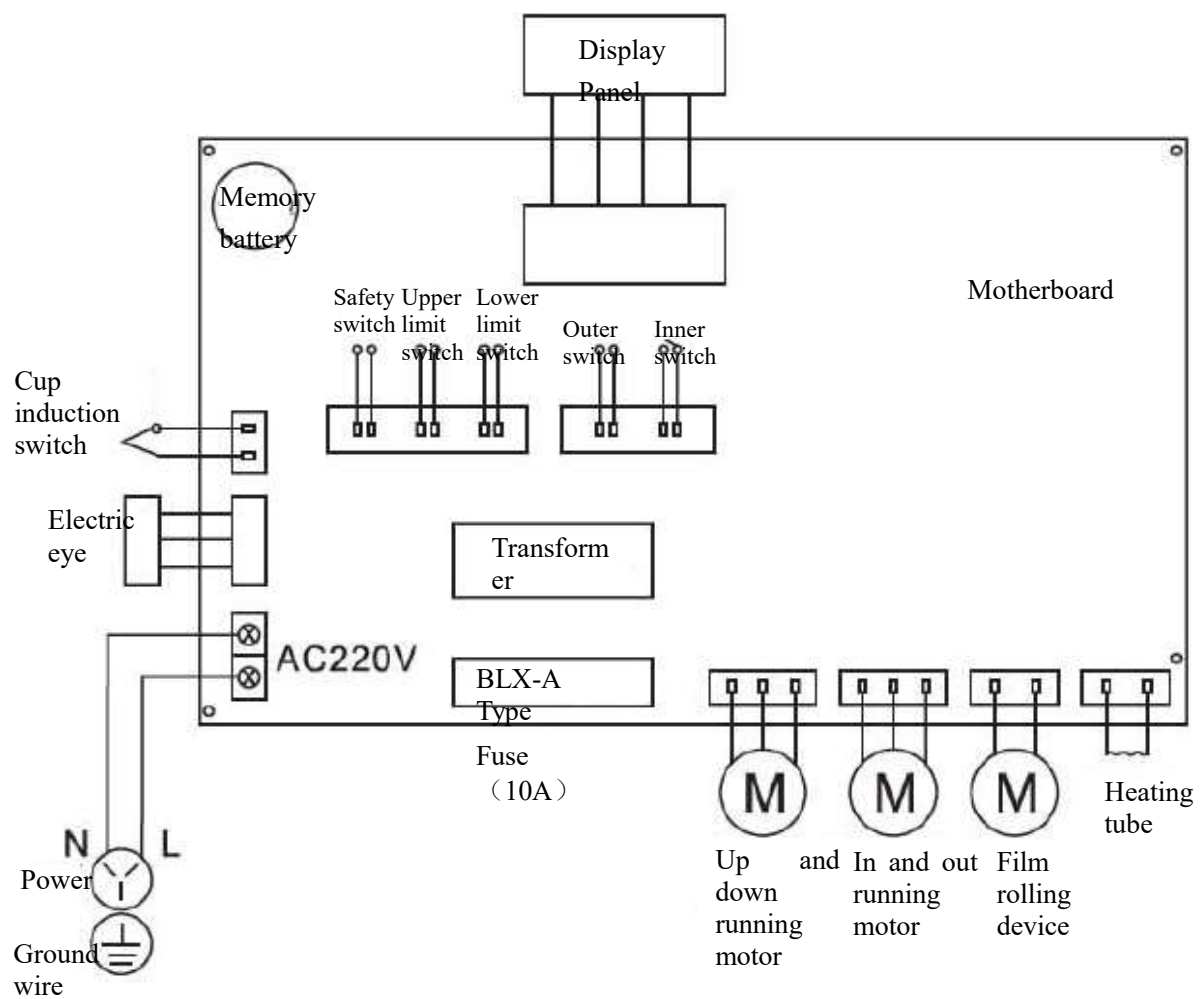 Display
Panel
Memory
battery
Motherboard
Safety
switch
Upper
limit
switch
Lower
limit
switch
Outer
switch
Inner
switch
Cup
induction
switch
Electric
eye
Transform
er
AC220V
BLX-A
Type
Fuse
（10A）
M
M
M
Heating
tube
N
L
Power
Up and
down
running
motor
In and out
running
motor
Film
rolling
device
Ground
wire